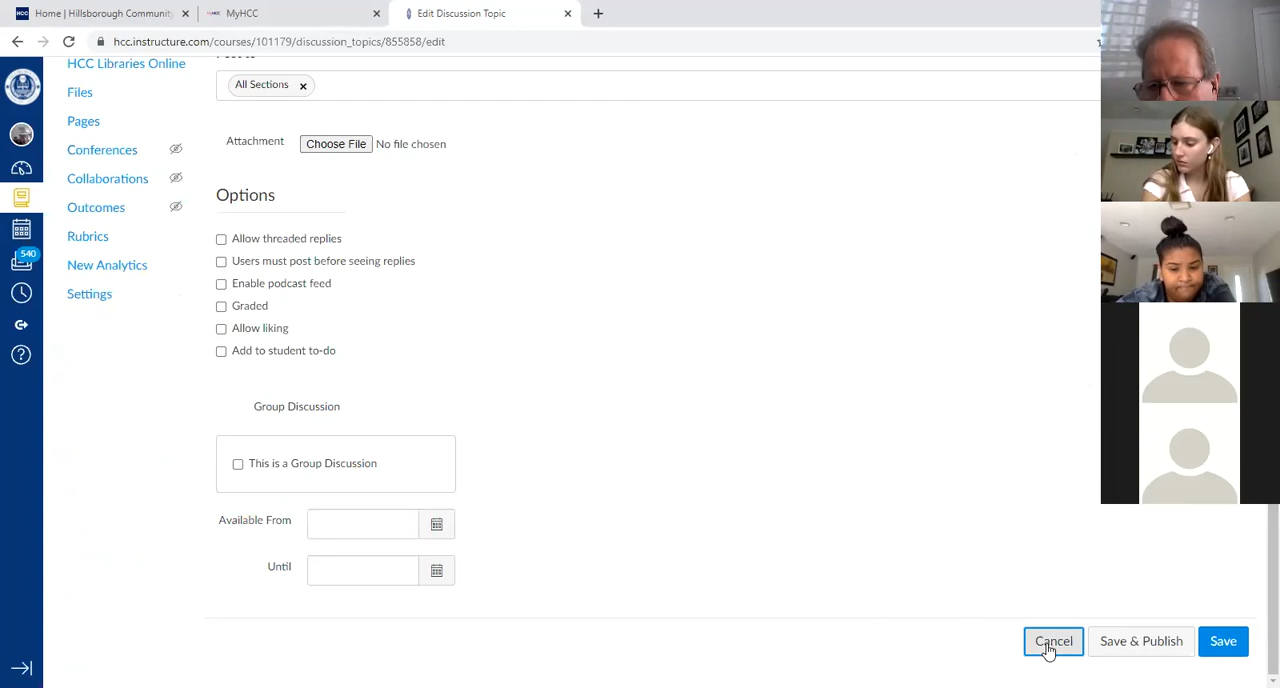 Home | Hillsborough Community
MyHCC
Edit Discussion Topic
hcc.instructure.com/courses/101179/discussion_topics/855858/edit
HCC Libraries Online
All Sections
Files
Pages
Attachment Choose File No file chosen
Conferences
Collaborations
Options
Outcomes
Rubrics
Allow threaded replies
New Analytics
Users must post before seeing replies
540
Enable podcast feed
Settings
Graded
Allow liking
Add to student to-do
Group Discussion
This is a Group Discussion
Available From
Until
Cancel Save & Publish Save